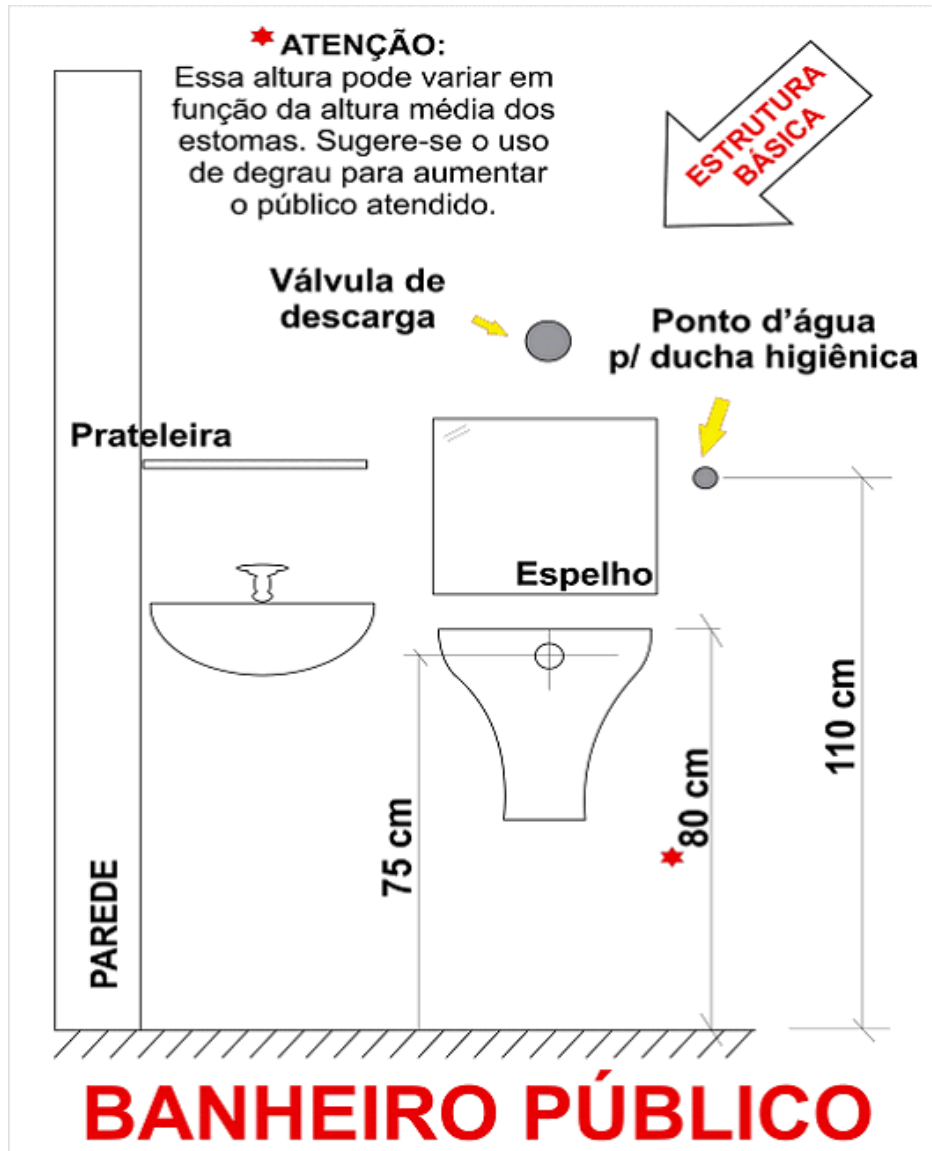 ATENÇÃO:
Essa altura pode variar em
função da altura média dos
estomas. Sugere-se o uso
de degrau para aumentar
o público atendido.
ESTRUTURA
BÁSICA
Válvula de
descarga
Ponto d'água
p/ ducha higiênica
Prateleira
Espelho
110 cm
80 cm
75 cm
PAREDE
BANHEIRO PÚBLICO